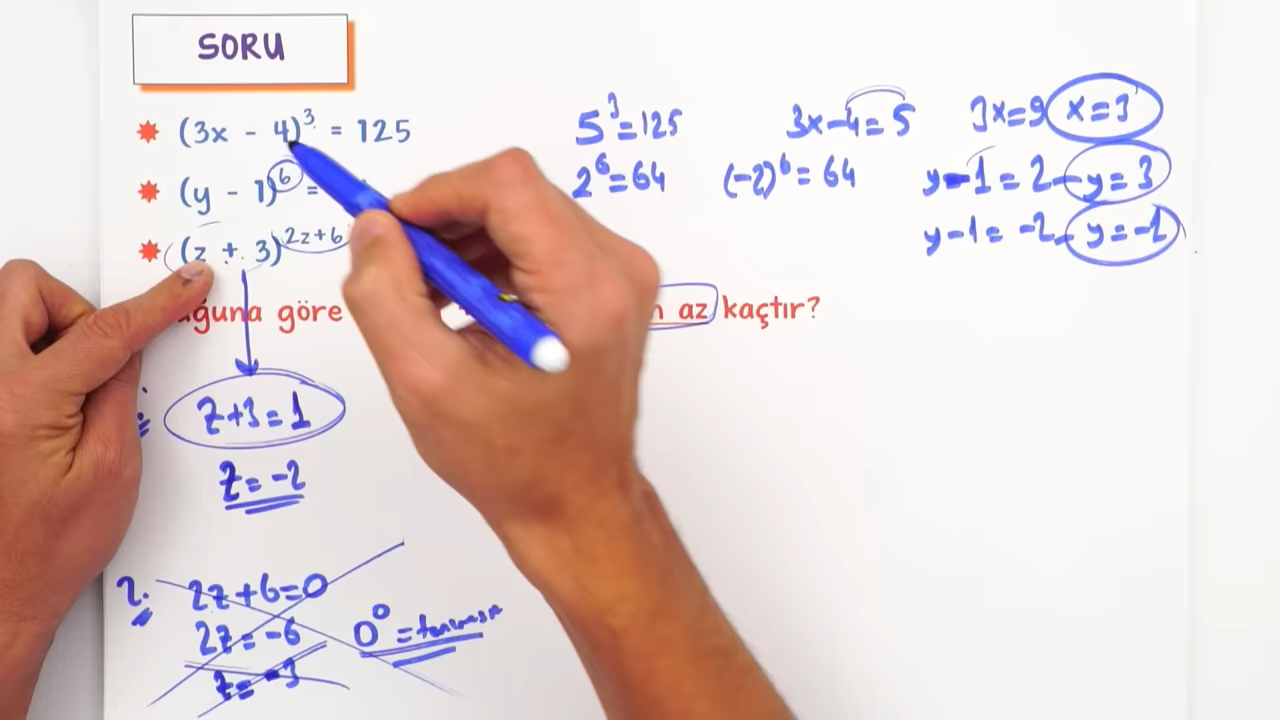 SORU
(3x - 4)³ = 125
(y - 1)⁶ =
(z + 3)²ᶻ⁺⁶
göre az kaçtır?
5³=125
2⁶=64
(-2)⁶=64
3x-4=5
3x=9
x=3
y-1=2
y=3
y-1=-2
y=-1
z+3=1
z=-2
2.
2z+6=0
2z=-6
z=-3
0⁰=